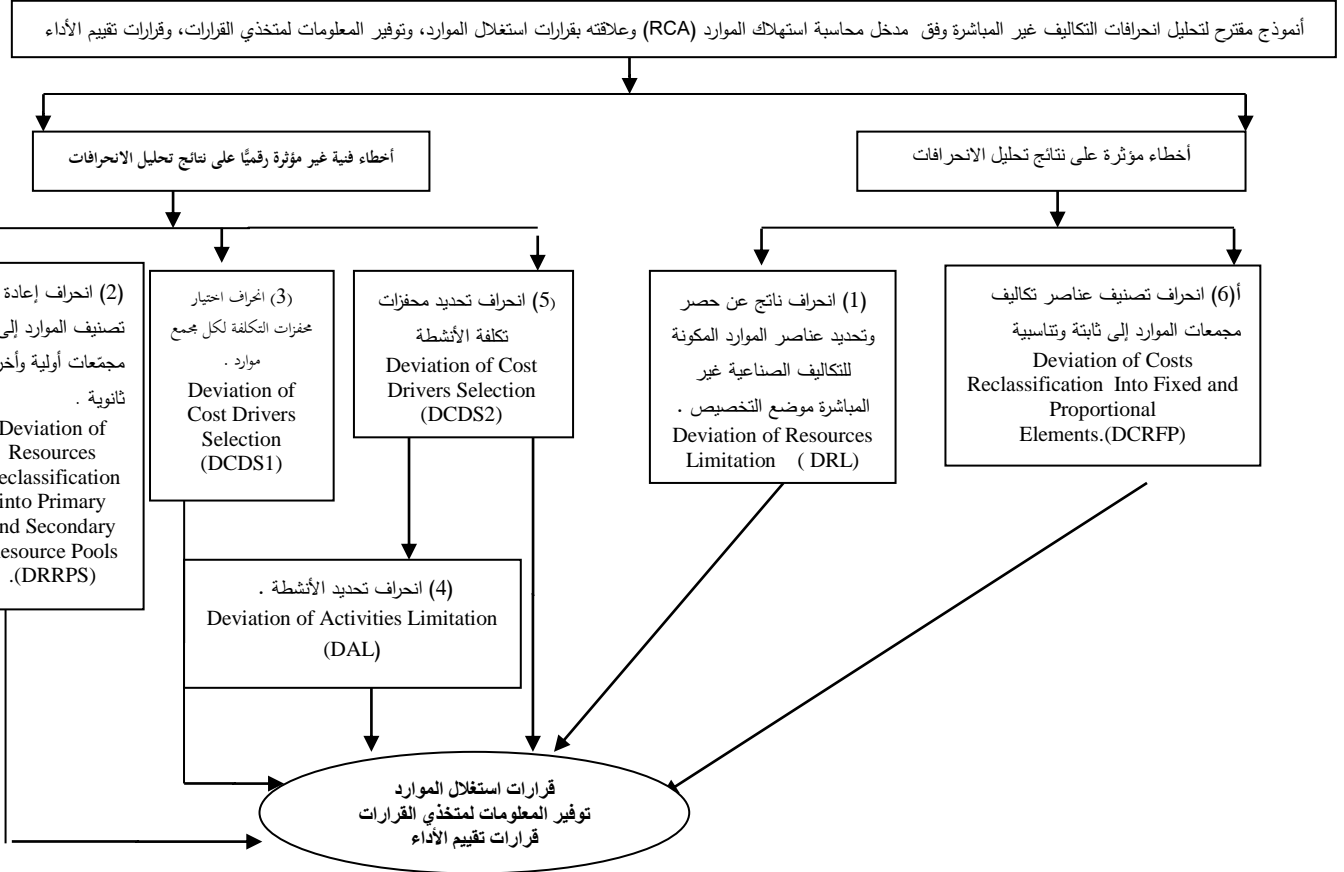 أنموذج مقترح لتحليل انحرافات التكاليف غير المباشرة وفق مدخل محاسبة استهلاك الموارد (RCA) وعلاقته بقرارات استغلال الموارد، وتوفير المعلومات لمتخذي القرارات، وقرارات تقييم الأداء
أخطاء مؤثرة على نتائج تحليل الانحرافات
أخطاء فنية غير مؤثرة رقميًّا على نتائج تحليل الانحرافات
أ(6) انحراف تصنيف عناصر تكاليف
مجمعات الموارد إلى ثابتة وتناسبية
Deviation of Costs
Reclassification Into Fixed and
Proportional
Elements.(DCRFP)
(1) انحراف ناتج عن حصر
وتحديد عناصر الموارد المكونة
للتكاليف الصناعية غير
المباشرة موضع التخصيص .
Deviation of Resources
Limitation ( DRL)
(5) انحراف تحديد محفزات
تكلفة الأنشطة
Deviation of Cost
Drivers Selection
(DCDS2)
(3) انحراف اختيار
محفزات التكلفة لكل مجمع
موارد .
Deviation of
Cost Drivers
Selection
(DCDS1)
(2) انحراف إعادة
تصنيف الموارد إلى
مجمّعات أولية وأخر
ثانوية .
Deviation of
Resources
eclassification
into Primary
nd Secondary
esource Pools
.(DRRPS)
(4) انحراف تحديد الأنشطة .
Deviation of Activities Limitation
(DAL)
قرارات استغلال الموارد
توفير المعلومات لمتخذي القرارات
قرارات تقييم الأداء